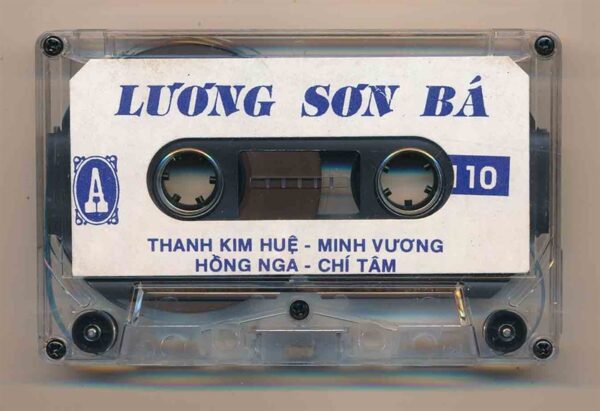 LƯƠNG SƠN BÁ
A
110
THANH KIM HUỆ - MINH VƯƠNG
HỒNG NGA - CHÍ TÂM